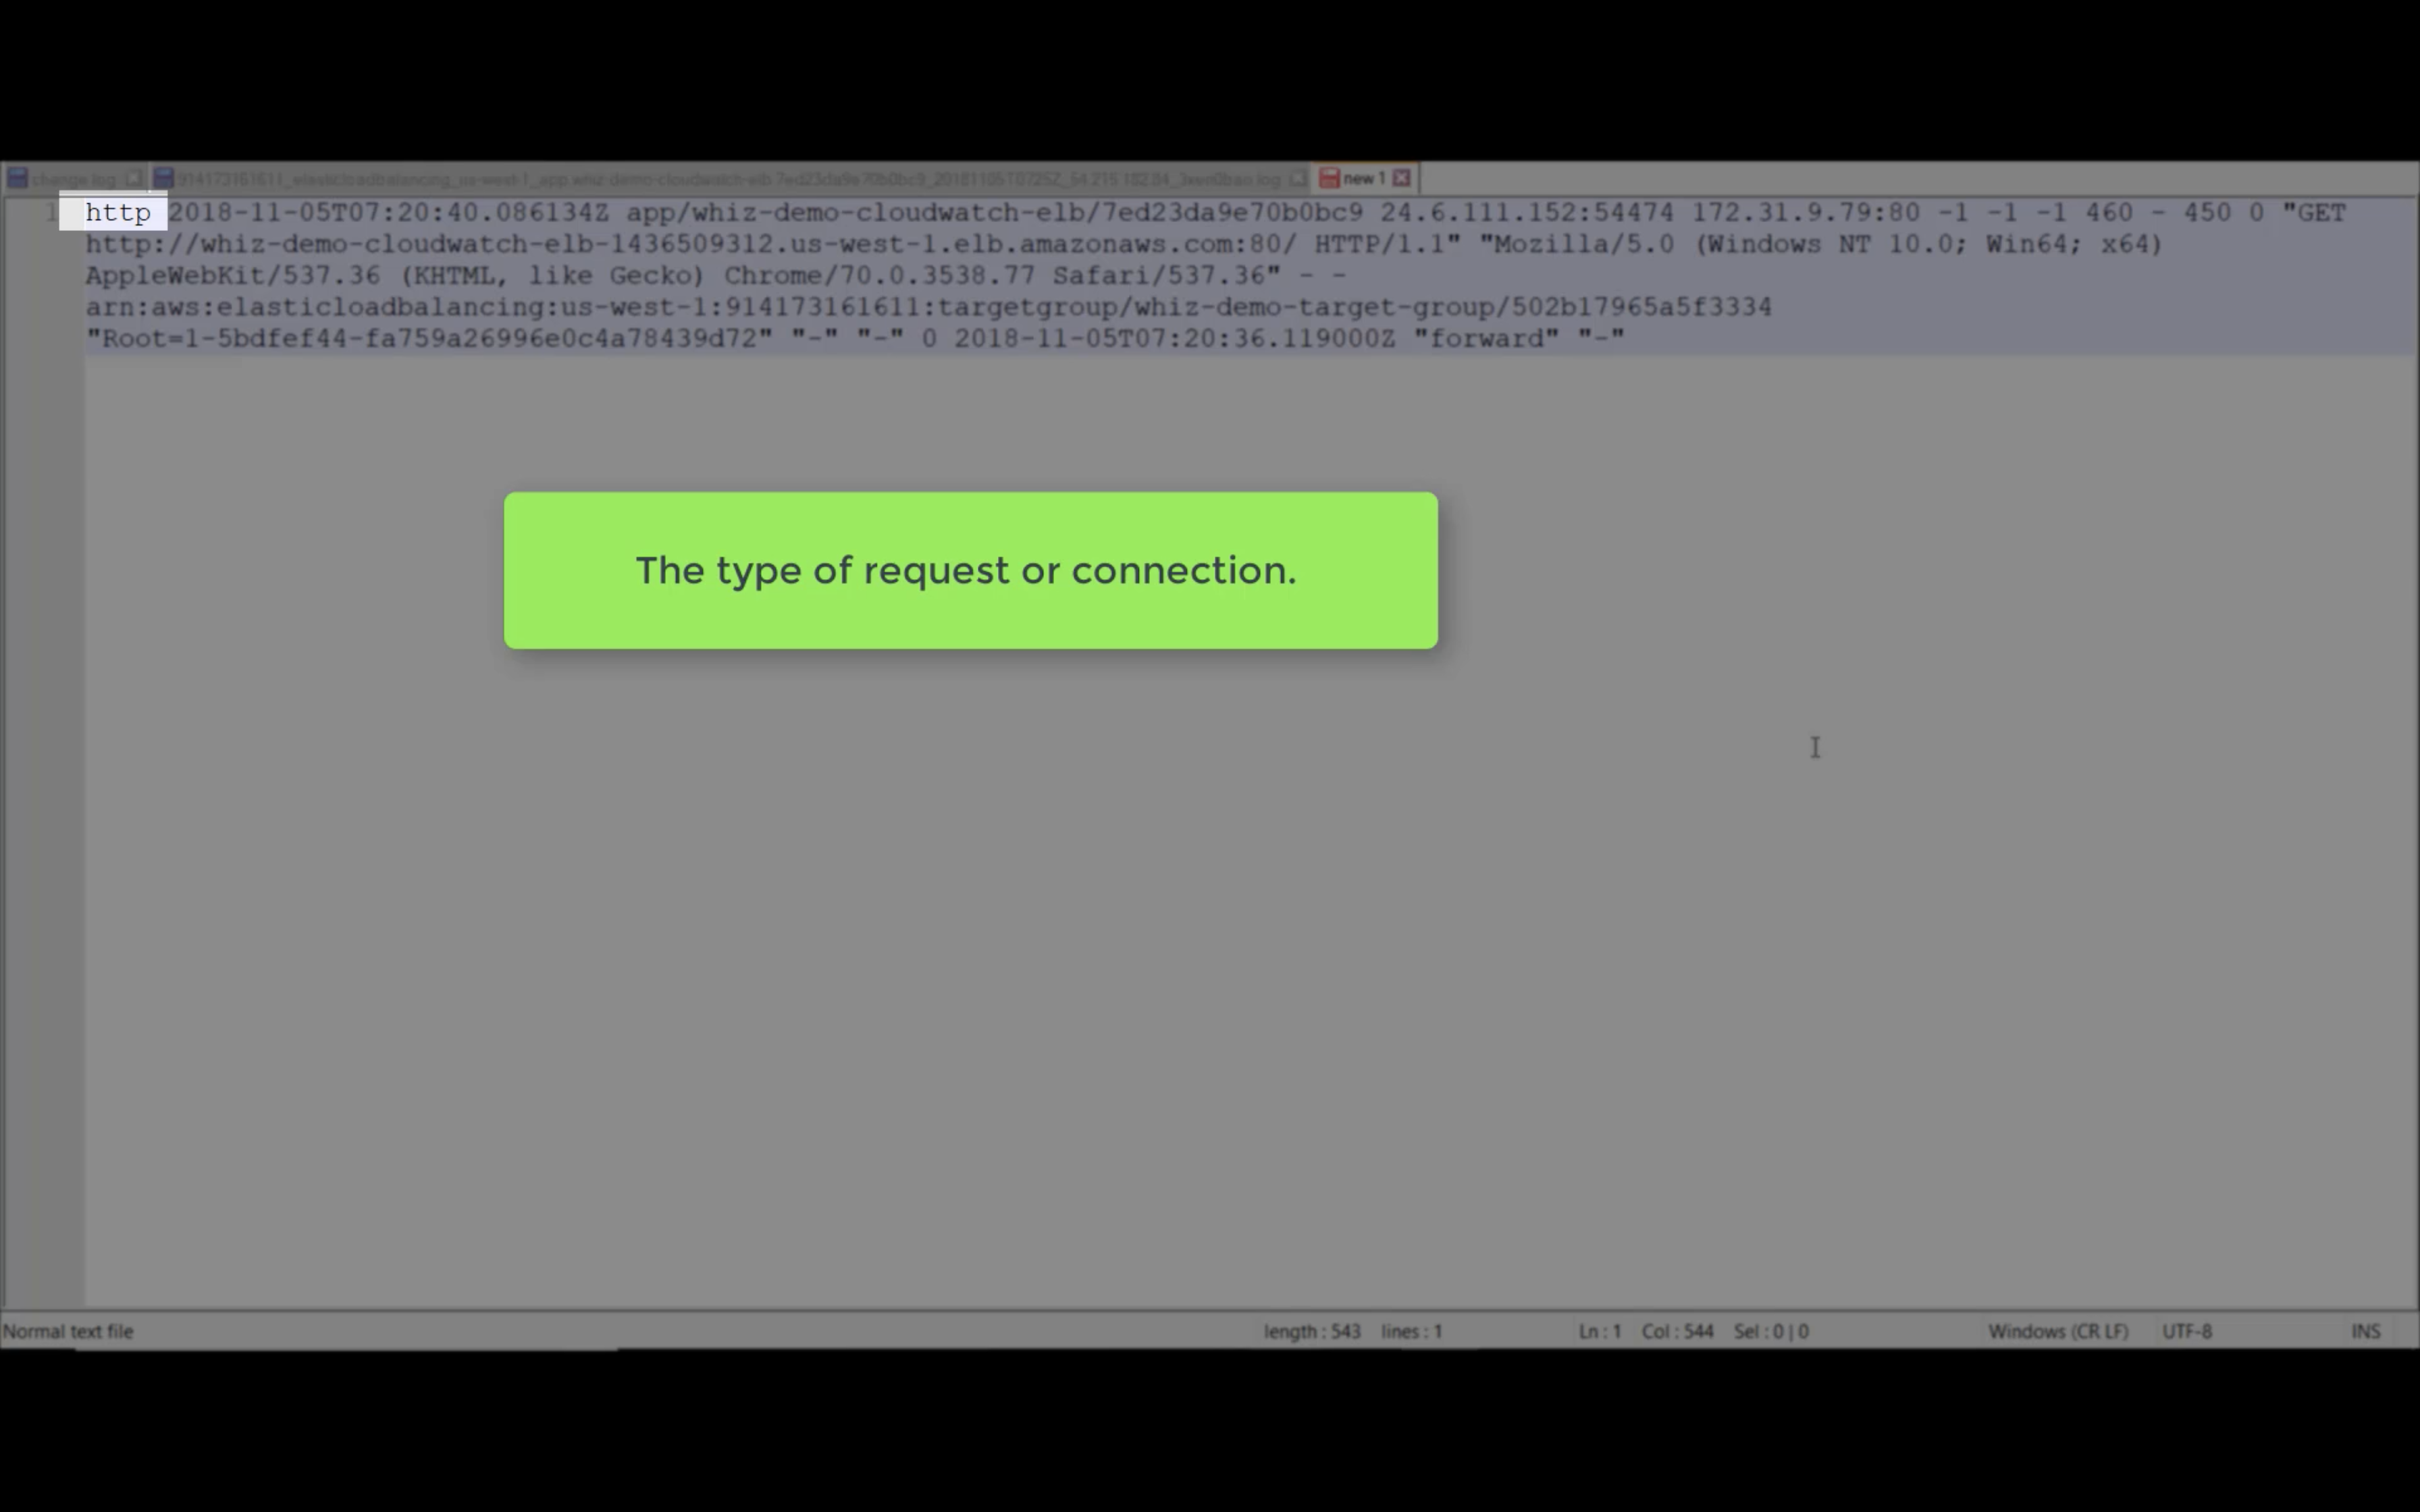 change.log new 1
1 http 2018-11-05T07:20:40.086134Z app/whiz-demo-cloudwatch-elb/7ed23da9e70b0bc9 24.6.111.152:54474 172.31.9.79:80 -1 -1 -1 460 - 450 0 "GET
http://whiz-demo-cloudwatch-elb-1436509312.us-west-1.elb.amazonaws.com:80/ HTTP/1.1" "Mozilla/5.0 (Windows NT 10.0; Win64; x64)
AppleWebKit/537.36 (KHTML, like Gecko) Chrome/70.0.3538.77 Safari/537.36" - -
arn:aws:elasticloadbalancing:us-west-1:914173161611:targetgroup/whiz-demo-target-group/502b17965a5f3334
"Root=1-5bdfef44-fa759a26996e0c4a78439d72" "-" "-" 0 2018-11-05T07:20:36.119000Z "forward" "-"
The type of request or connection.
Normal text file length : 543 lines : 1 Ln : 1 Col : 544 Sel : 0 | 0 Windows (CR LF) UTF-8 INS